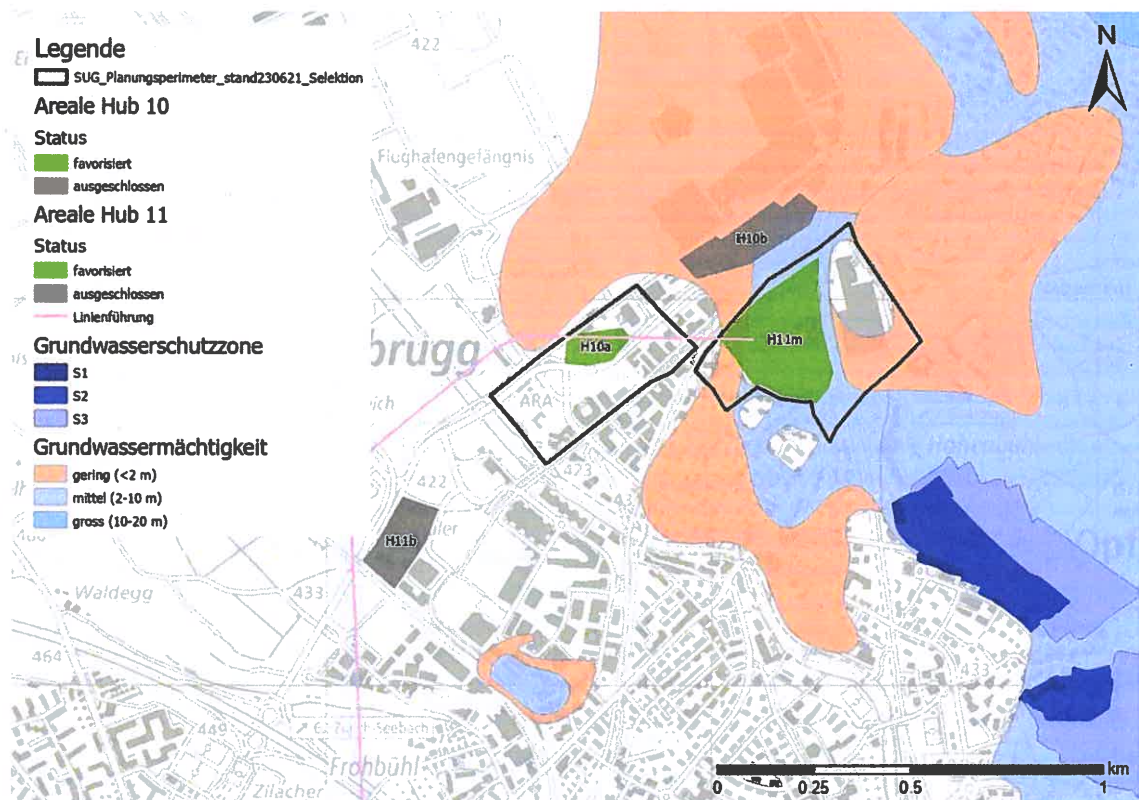 Legende
SUG_Planungsperimeter_stand230621_Selektion
Areale Hub 10
Status
favorisiert
ausgeschlossen
Areale Hub 11
Status
favorisiert
ausgeschlossen
Linienführung
Grundwasserschutzzone
S1
S2
S3
Grundwassermächtigkeit
gering (<2 m)
mittel (2-10 m)
gross (10-20 m)
N
422
Flughafengefängnis
H10b
H10a
H11m
brugg
ARA
423
422
H11b
Waldegg
433
464
433
449
Frohbühl
Zilacher
Opf
km
0
0.25
0.5
1